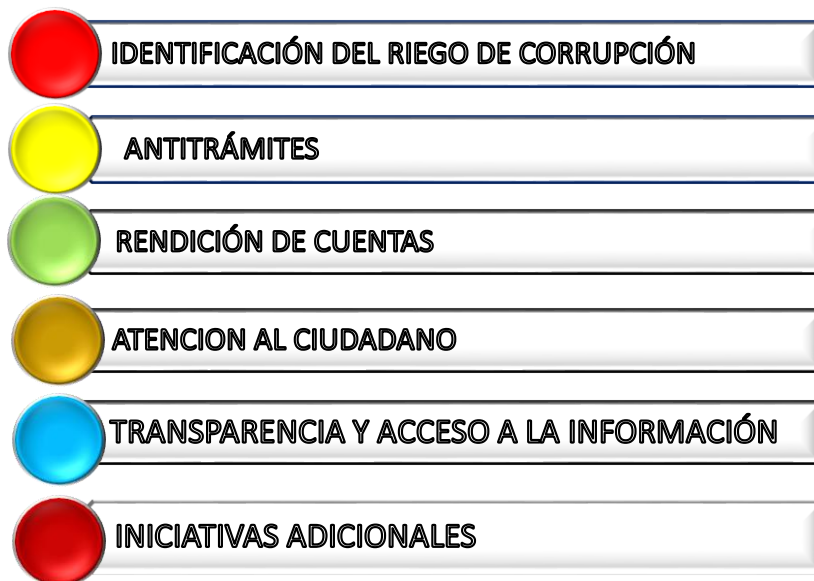 IDENTIFICACIÓN DEL RIEGO DE CORRUPCIÓN
ANTITRÁMITES
RENDICIÓN DE CUENTAS
ATENCION AL CIUDADANO
TRANSPARENCIA Y ACCESO A LA INFORMACIÓN
INICIATIVAS ADICIONALES